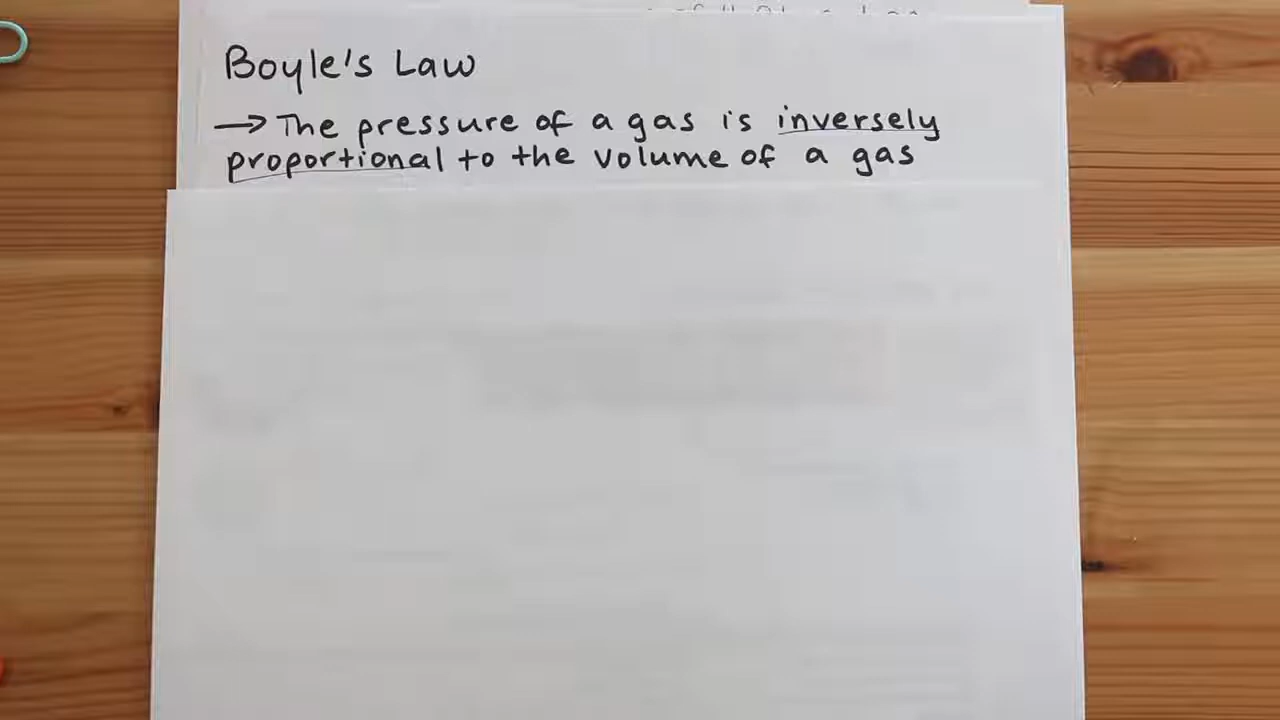 Boyle's Law
→ The pressure of a gas is inversely
proportional to the volume of a gas